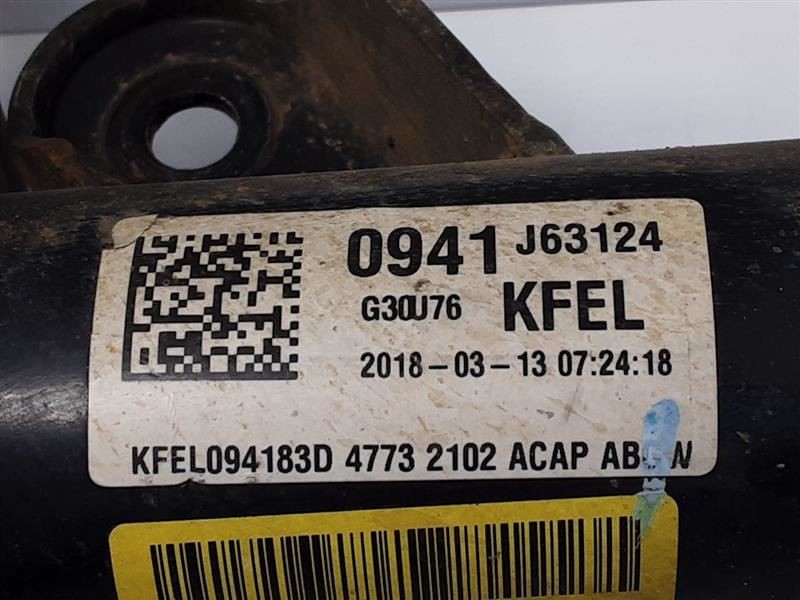 0941 J63124
G30U76 KFEL
2018-03-13 07:24:18
KFEL094183D 4773 2102 ACAP